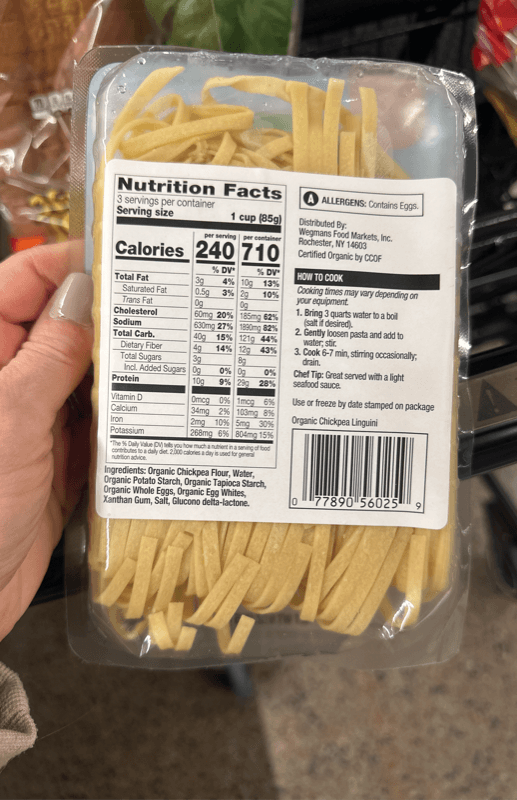 Nutrition Facts
3 servings per container
Serving size 1 cup (85g)
per serving per container
Calories 240 710
% DV* % DV*
Total Fat 3g 4% 10g 13%
Saturated Fat 0.5g 3% 2g 10%
Trans Fat 0g 0g
Cholesterol 60mg 20% 185mg 62%
Sodium 630mg 27% 1890mg 82%
Total Carb. 40g 15% 121g 44%
Dietary Fiber 4g 14% 12g 43%
Total Sugars 3g 8g
Incl. Added Sugars 0g 0% 0g 0%
Protein 10g 9% 29g 28%
Vitamin D 0mcg 0% 1mcg 6%
Calcium 34mg 2% 103mg 8%
Iron 2mg 10% 5mg 30%
Potassium 268mg 6% 804mg 15%
*The % Daily Value (DV) tells you how much a nutrient in a serving of food
contributes to a daily diet. 2,000 calories a day is used for general
nutrition advice.
Ingredients: Organic Chickpea Flour, Water,
Organic Potato Starch, Organic Tapioca Starch,
Organic Whole Eggs, Organic Egg Whites,
Xanthan Gum, Salt, Glucono delta-lactone.
A ALLERGENS: Contains Eggs.
Distributed By:
Wegmans Food Markets, Inc.
Rochester, NY 14603
Certified Organic by CCOF
HOW TO COOK
Cooking times may vary depending on
your equipment.
1. Bring 3 quarts water to a boil
(salt if desired).
2. Gently loosen pasta and add to
water; stir.
3. Cook 6-7 min, stirring occasionally;
drain.
Chef Tip: Great served with a light
seafood sauce.
Use or freeze by date stamped on package
Organic Chickpea Linguini
0 77890 56025 9